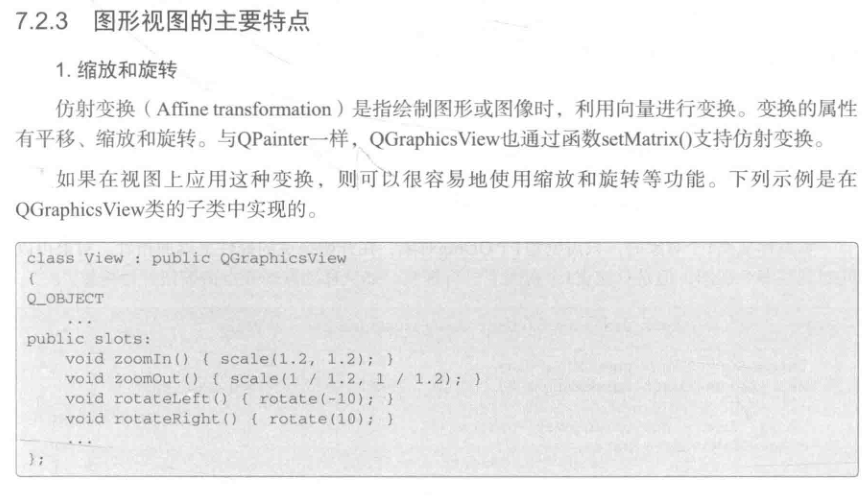 7.2.3 图形视图的主要特点
1. 缩放和旋转
仿射变换（Affine transformation）是指绘制图形或图像时，利用向量进行变换。变换的属性
有平移、缩放和旋转。与QPainter一样，QGraphicsView也通过函数setMatrix()支持仿射变换。
如果在视图上应用这种变换，则可以很容易地使用缩放和旋转等功能。下列示例是在
QGraphicsView类的子类中实现的。
class View : public QGraphicsView
{
Q_OBJECT
...
public slots:
void zoomIn() { scale(1.2, 1.2); }
void zoomOut() { scale(1 / 1.2, 1 / 1.2); }
void rotateLeft() { rotate(-10); }
void rotateRight() { rotate(10); }
...
};